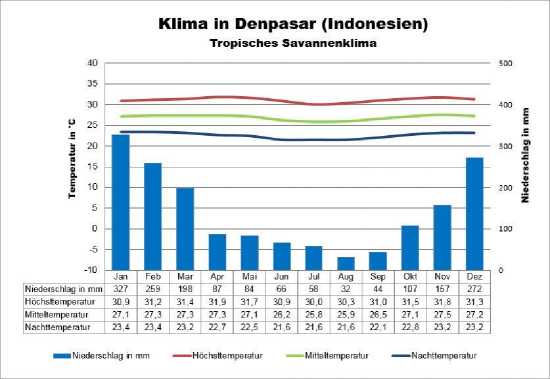 Klima in Denpasar (Indonesien)
Tropisches Savannenklima
Temperatur in °C
40
35
30
25
20
15
10
5
0
-5
-10
500
400
300
200
100
0
Niederschlag in mm
Jan Feb Mar Apr Mai Jun Jul Aug Sep Okt Nov Dez
Niederschlag in mm 327 259 198 87 84 66 58 32 44 107 157 272
Höchsttemperatur 30,9 31,2 31,4 31,9 31,7 30,9 30,0 30,3 31,0 31,5 31,8 31,3
Mitteltemperatur 27,1 27,3 27,3 27,3 27,1 26,2 25,8 25,9 26,5 27,1 27,5 27,2
Nachttemperatur 23,4 23,4 23,2 22,7 22,5 21,6 21,6 21,6 22,1 22,8 23,2 23,2
Niederschlag in mm Höchsttemperatur Mitteltemperatur Nachttemperatur